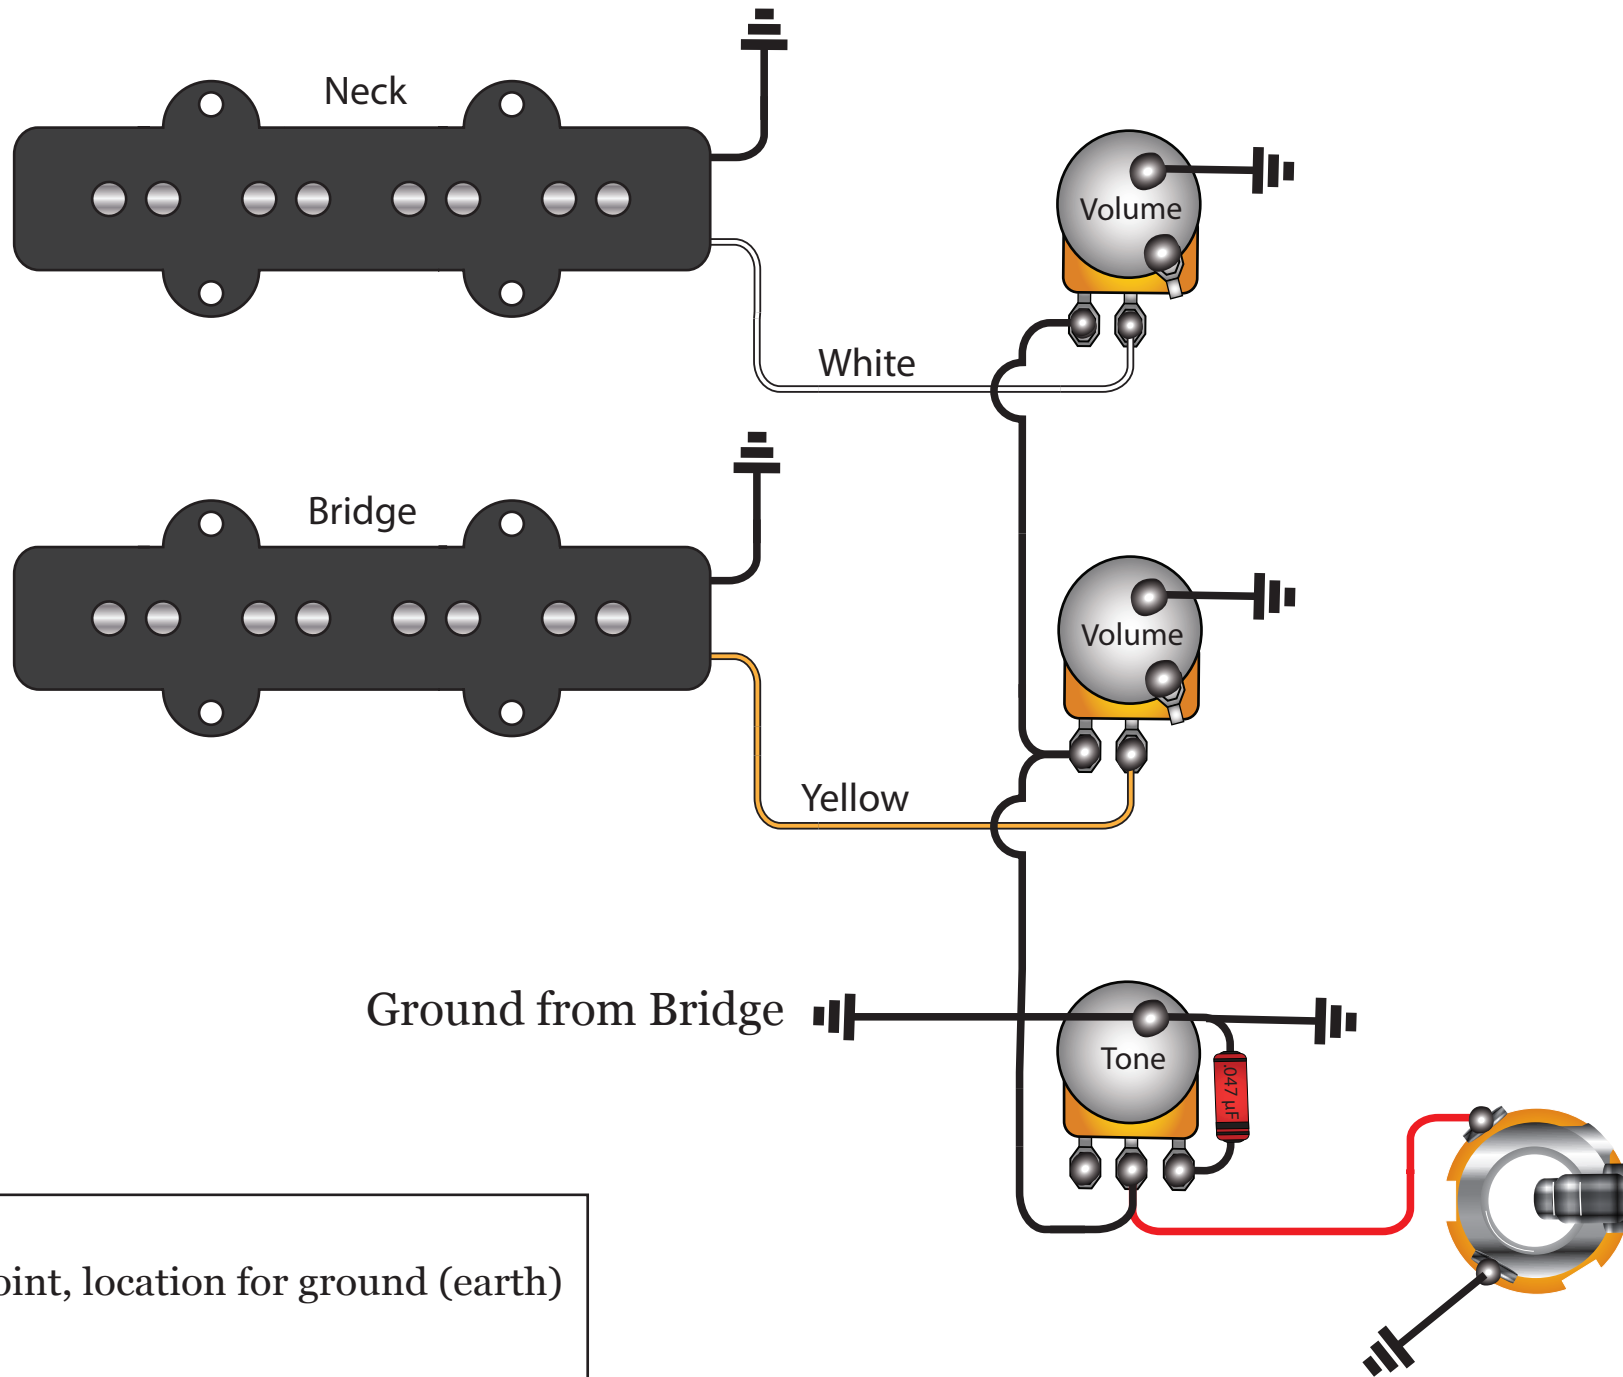 Neck
Volume
White
Bridge
Volume
Yellow
Ground from Bridge
Tone
.047 µF
oint, location for ground (earth)